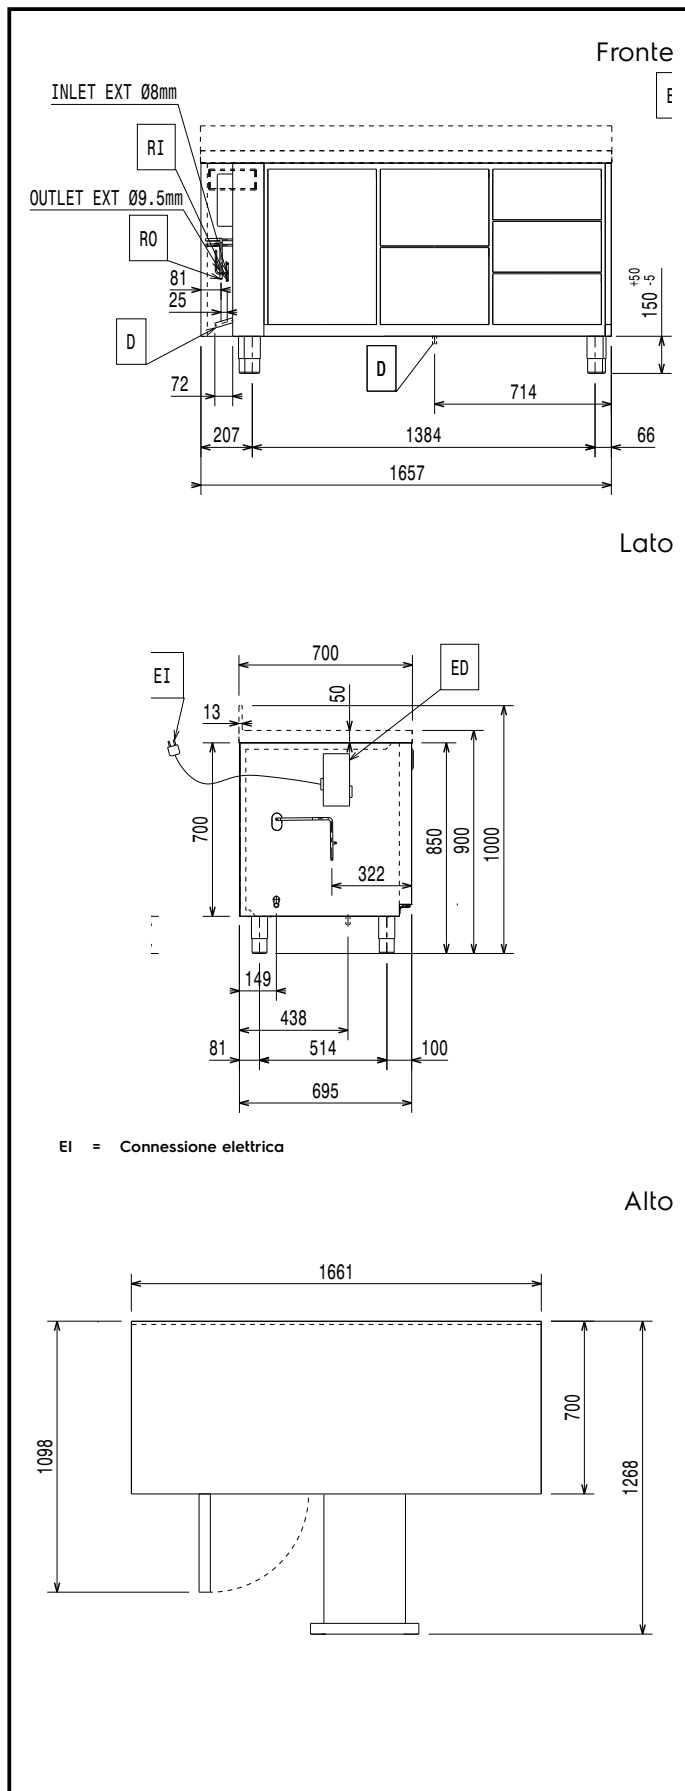 Fronte
E
INLET EXT Ø8mm
RI
OUTLET EXT Ø9.5mm
RO
81
25
D
72
D
714
150 +50 -5
207
1384
66
1657
Lato
700
EI
ED
50
13
700
850
900
1000
322
149
438
81
514
100
695
EI = Connessione elettrica
Alto
1661
1098
700
1268